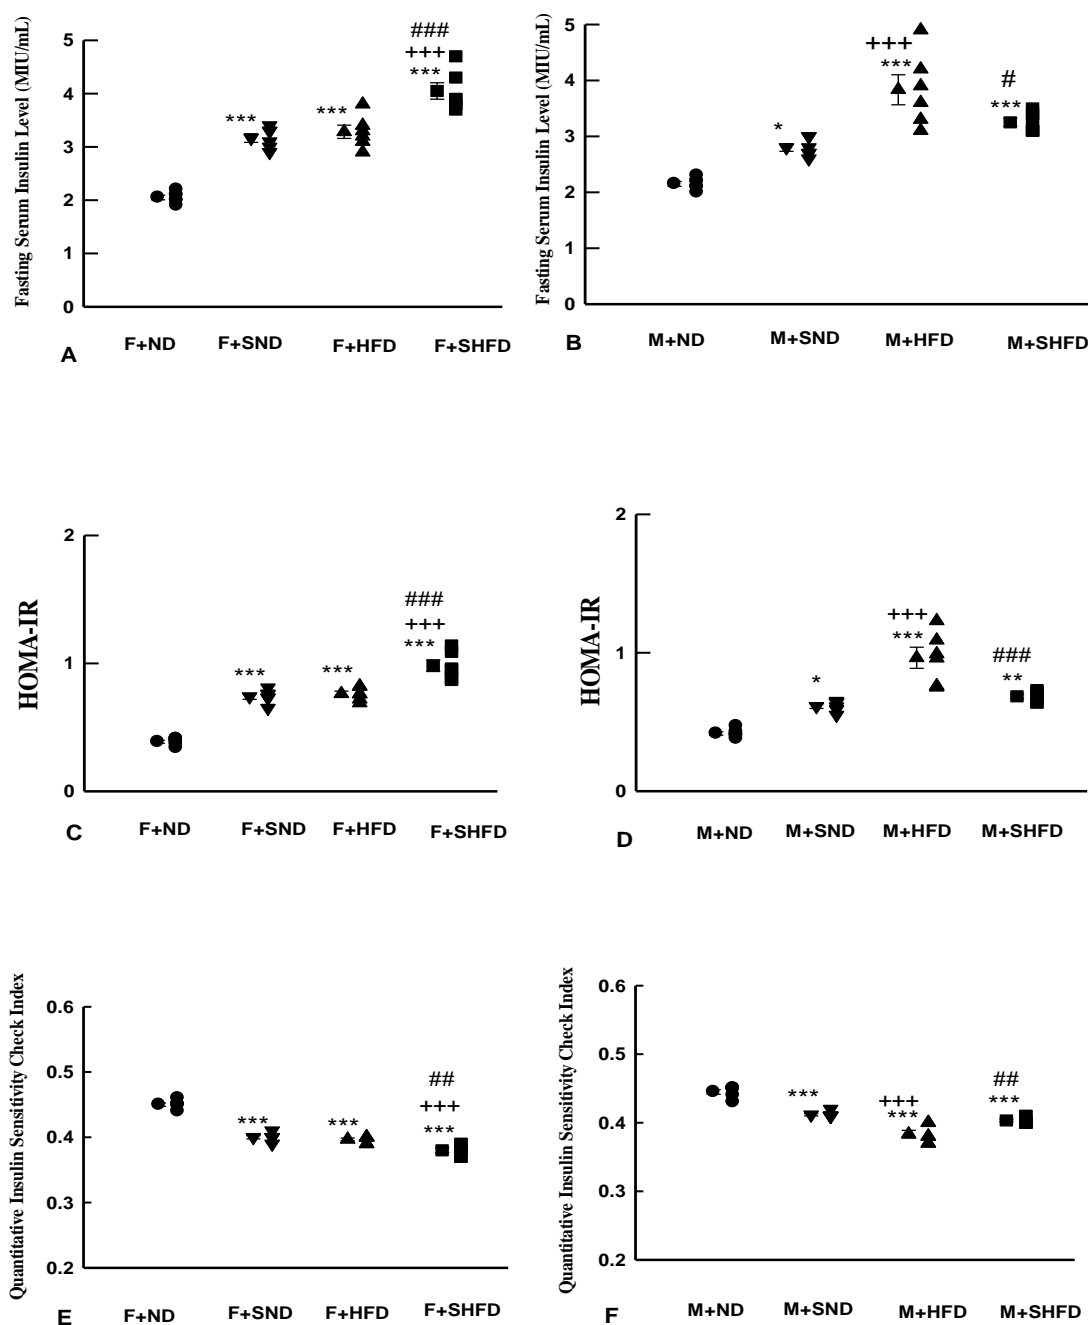 Fasting Serum Insulin Level (MIU/mL)
5
4
3
2
1
0
***
***
###
+++
***
F+ND
F+SND
F+HFD
F+SHFD
A
Fasting Serum Insulin Level (MIU/mL)
5
4
3
2
1
0
*
+++
***
#
***
M+ND
M+SND
M+HFD
M+SHFD
B
HOMA-IR
2
1
0
***
***
###
+++
***
F+ND
F+SND
F+HFD
F+SHFD
C
HOMA-IR
2
1
0
*
+++
***
###
**
M+ND
M+SND
M+HFD
M+SHFD
D
Quantitative Insulin Sensitivity Check Index
0.6
0.5
0.4
0.3
0.2
***
***
##
+++
***
F+ND
F+SND
F+HFD
F+SHFD
E
Quantitative Insulin Sensitivity Check Index
0.6
0.5
0.4
0.3
0.2
***
+++
***
##
***
M+ND
M+SND
M+HFD
M+SHFD
F